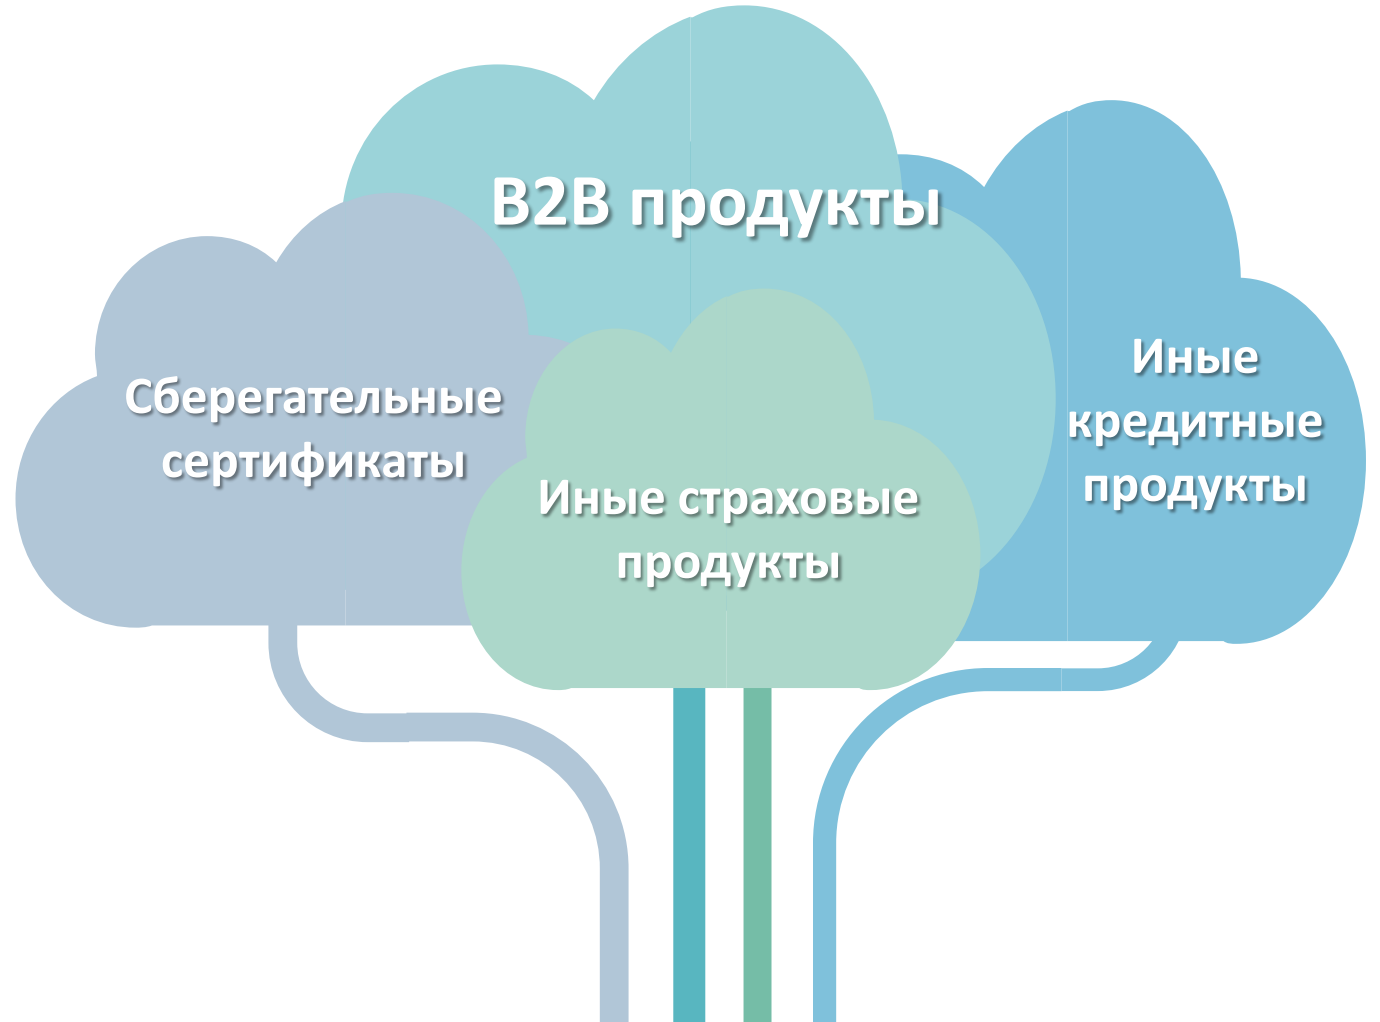 B2B продукты
Сберегательные
сертификаты
Иные страховые
продукты
Иные
кредитные
продукты